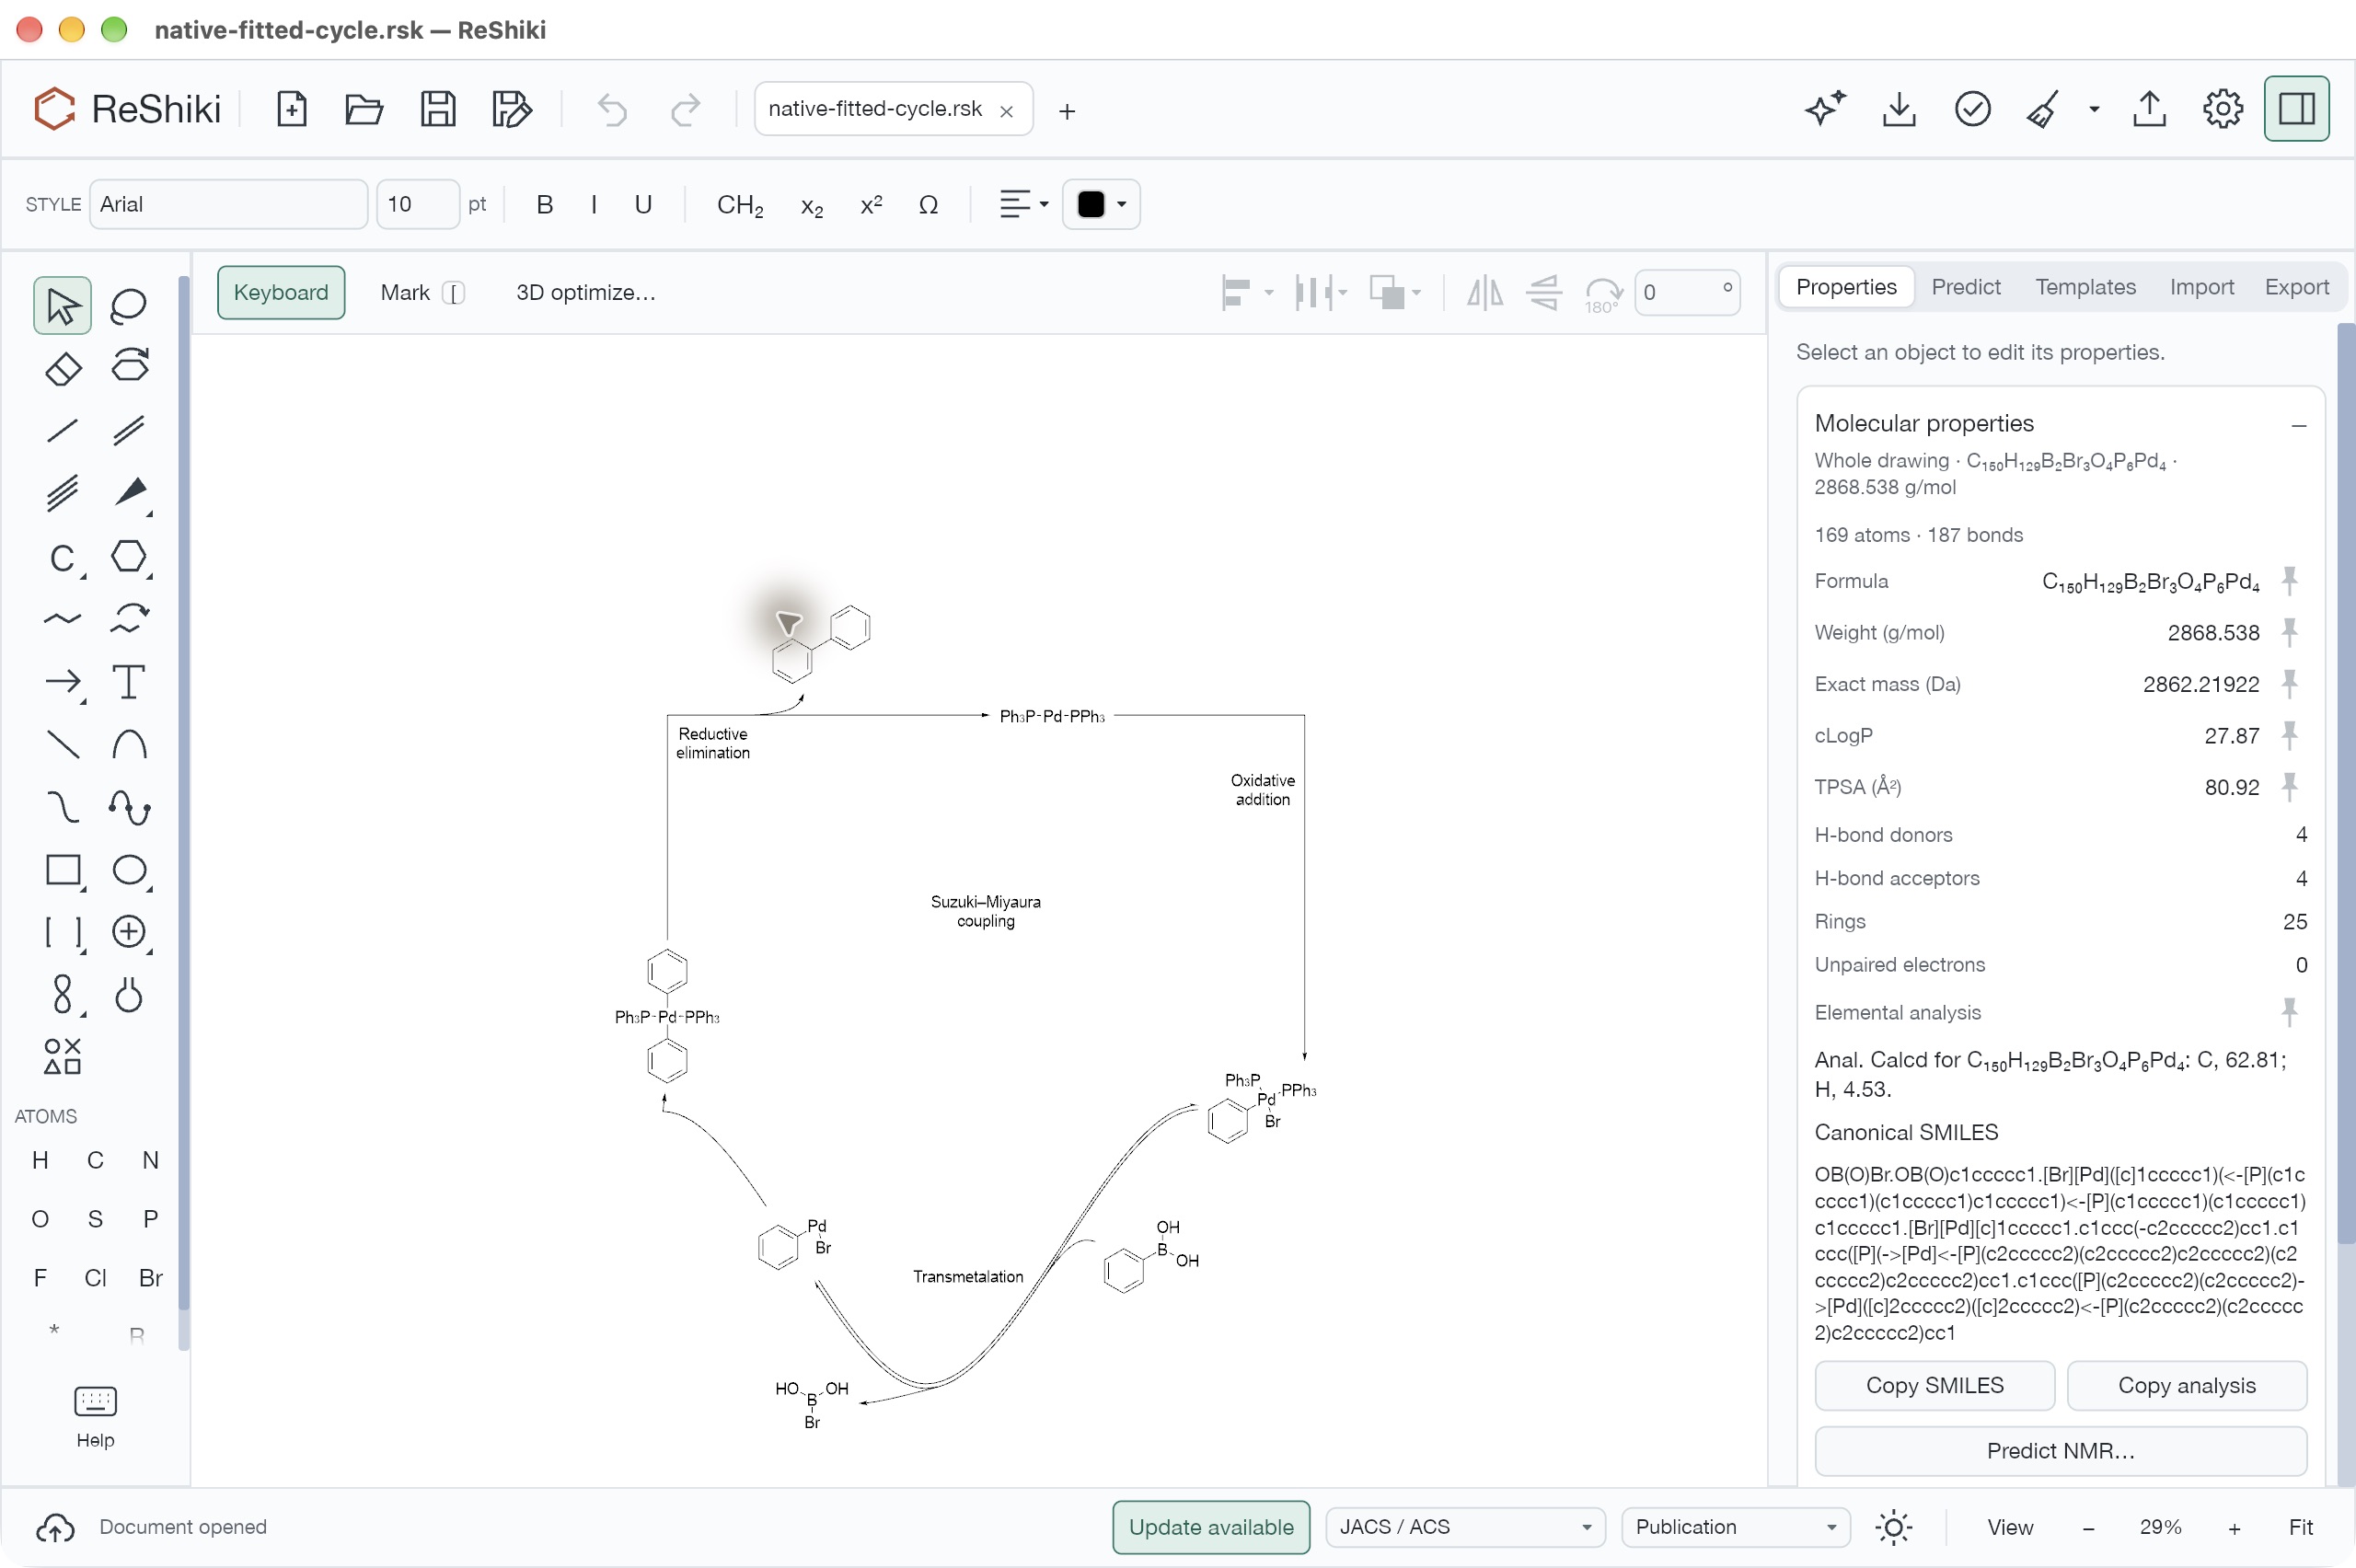 native-fitted-cycle.rsk — ReShiki
ReShiki
native-fitted-cycle.rsk ×
+
STYLE
Arial
10
pt
B
I
U
CH₂
x₂
x²
Ω
Keyboard
Mark [
3D optimize…
180°
0 °
Properties
Predict
Templates
Import
Export
C
T
ATOMS
H C N
O S P
F Cl Br
* R
Help
Reductive
elimination
Ph₃P-Pd-PPh₃
Oxidative
addition
Suzuki–Miyaura
coupling
Ph₃P-Pd-PPh₃
Ph₃P
PPh₃
Pd
Br
Pd
Br
OH
B
OH
Transmetalation
HO OH
B
Br
Select an object to edit its properties.
Molecular properties –
Whole drawing · C₁₅₀H₁₂₉B₂Br₃O₄P₆Pd₄ ·
2868.538 g/mol
169 atoms · 187 bonds
Formula C₁₅₀H₁₂₉B₂Br₃O₄P₆Pd₄
Weight (g/mol) 2868.538
Exact mass (Da) 2862.21922
cLogP 27.87
TPSA (Å²) 80.92
H-bond donors 4
H-bond acceptors 4
Rings 25
Unpaired electrons 0
Elemental analysis
Anal. Calcd for C₁₅₀H₁₂₉B₂Br₃O₄P₆Pd₄: C, 62.81;
H, 4.53.
Canonical SMILES
OB(O)Br.OB(O)c1ccccc1.[Br][Pd]([c]1ccccc1)(<-[P](c1c
cccc1)(c1ccccc1)c1ccccc1)<-[P](c1ccccc1)(c1ccccc1)
c1ccccc1.[Br][Pd][c]1ccccc1.c1ccc(-c2ccccc2)cc1.c1
ccc([P](->[Pd]<-[P](c2ccccc2)(c2ccccc2)c2ccccc2)(c2
ccccc2)c2ccccc2)cc1.c1ccc([P](c2ccccc2)(c2ccccc2)-
>[Pd]([c]2ccccc2)([c]2ccccc2)<-[P](c2ccccc2)(c2ccccc
2)c2ccccc2)cc1
Copy SMILES
Copy analysis
Predict NMR…
Document opened
Update available
JACS / ACS
Publication
View
–
29%
+
Fit